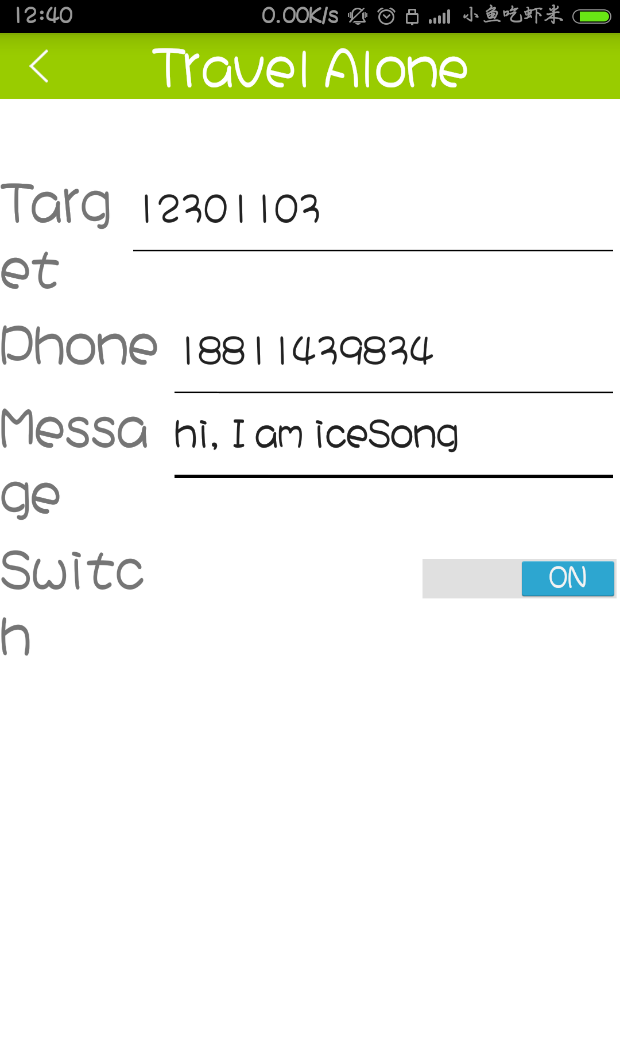 12:40 0.00K/s 小鱼吃虾米
Travel Alone
Targ
et
12301103
Phone 18811439834
Messa
ge
hi, I am iceSong
Switc
h
ON